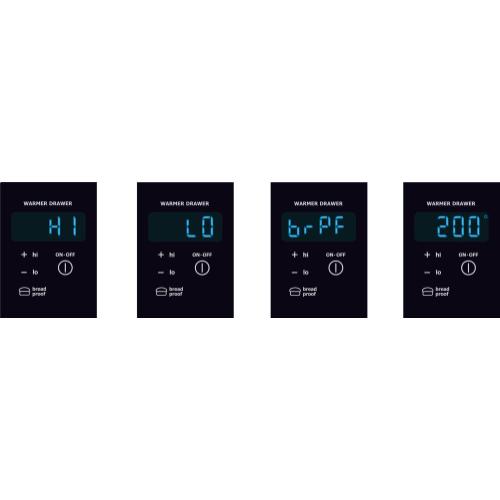 WARMER DRAWER
HI
+ hi
ON•OFF
− lo
bread
proof
WARMER DRAWER
LO
+ hi
ON•OFF
− lo
bread
proof
WARMER DRAWER
brPF
+ hi
ON•OFF
− lo
bread
proof
WARMER DRAWER
200°
+ hi
ON•OFF
− lo
bread
proof